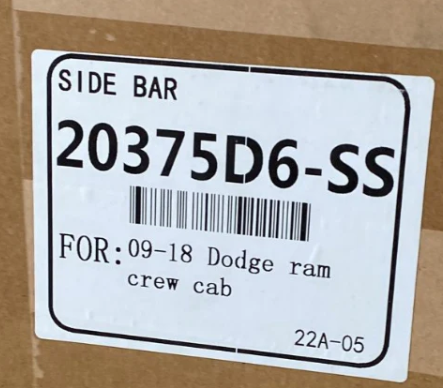 SIDE BAR
20375D6-SS
FOR: 09-18 Dodge ram
crew cab
22A-05